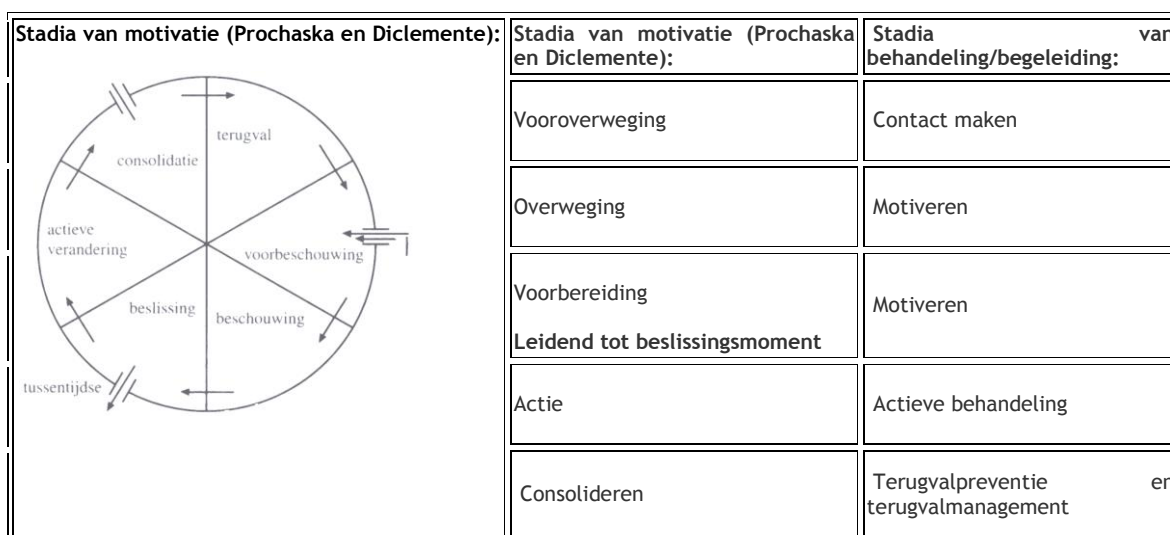 Stadia van motivatie (Prochaska en Diclemente):
terugval
consolidatie
actieve
verandering
voorbeschouwing
beslissing
beschouwing
tussentijdse
Stadia van motivatie (Prochaska
en Diclemente):
Stadia van
behandeling/begeleiding:
Vooroverweging
Contact maken
Overweging
Motiveren
Voorbereiding
Leidend tot beslissingsmoment
Motiveren
Actie
Actieve behandeling
Consolideren
Terugvalpreventie en
terugvalmanagement